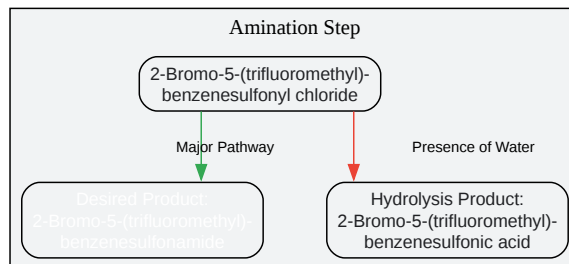 Amination Step
2-Bromo-5-(trifluoromethyl)-
benzenesulfonyl chloride
Major Pathway
Presence of Water
Desired Product:
2-Bromo-5-(trifluoromethyl)-
benzenesulfonamide
Hydrolysis Product:
2-Bromo-5-(trifluoromethyl)-
benzenesulfonic acid